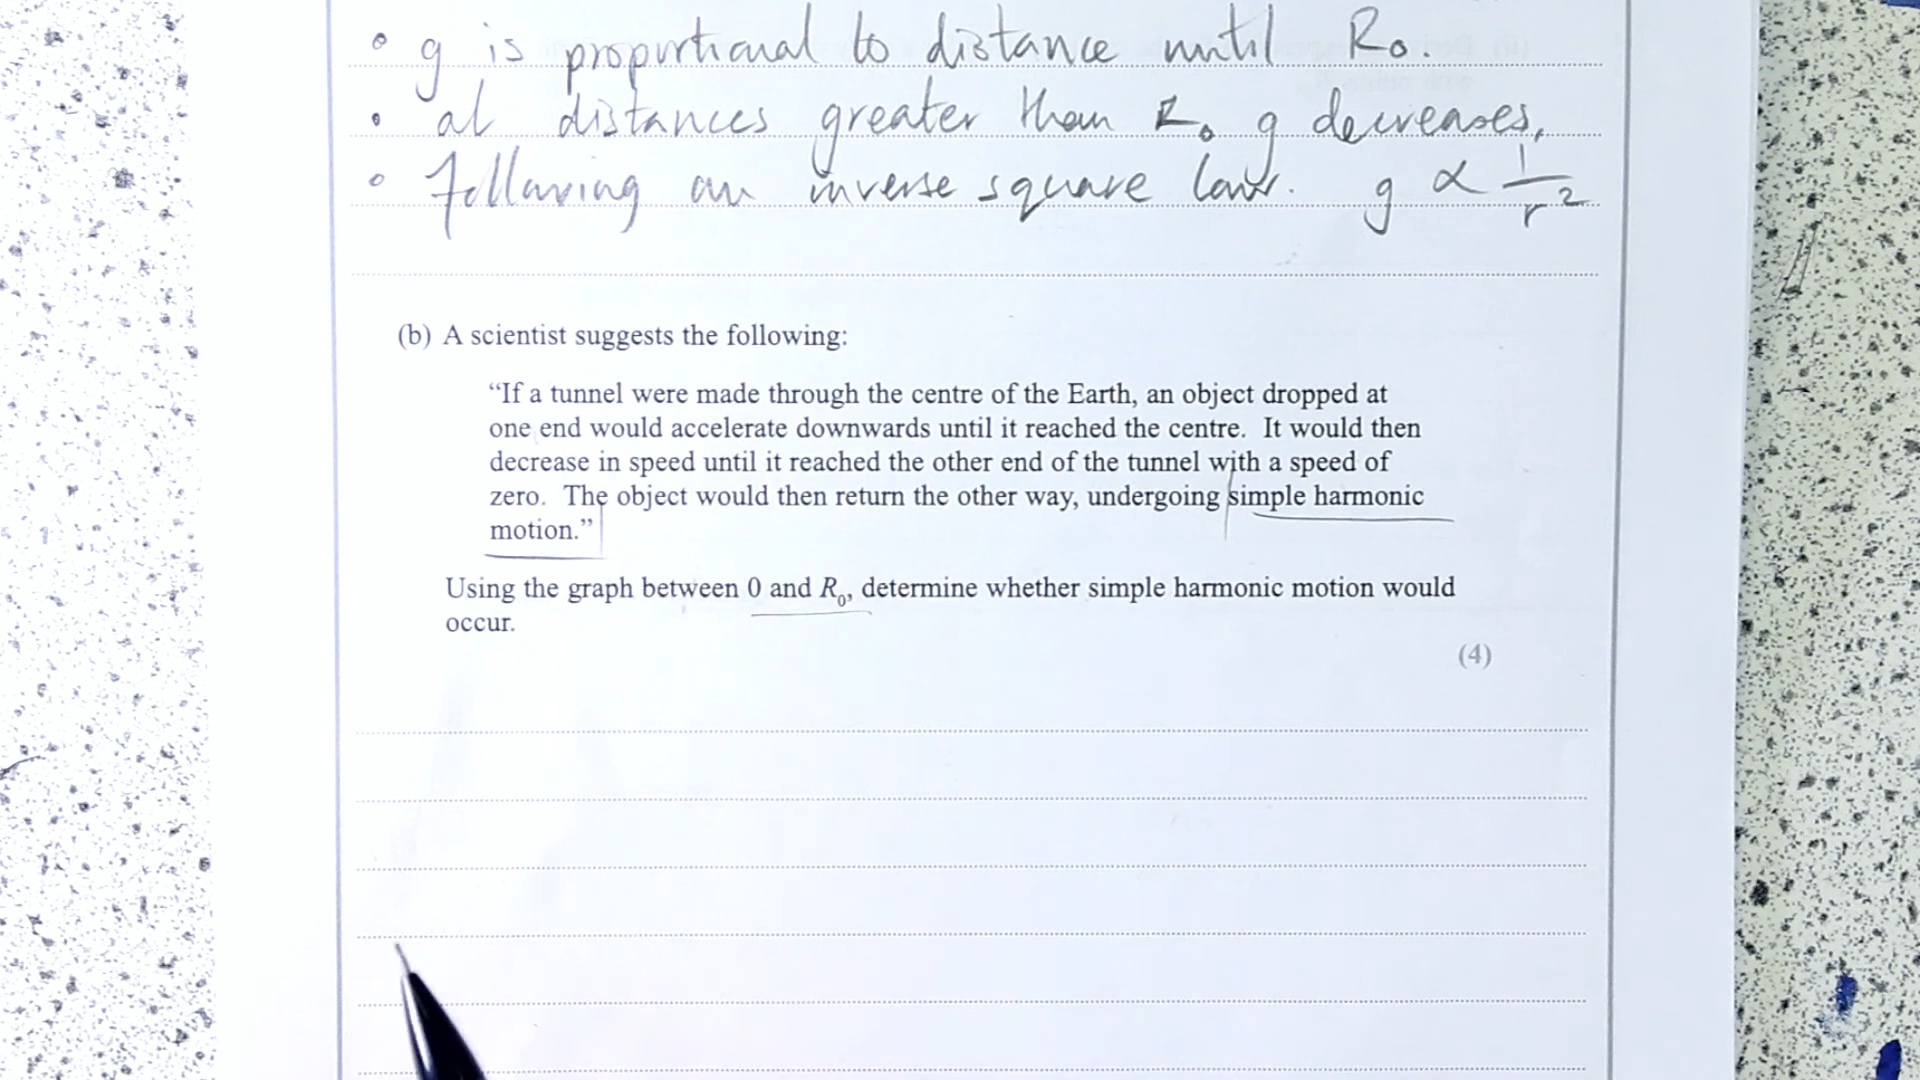 • g is proportional to distance until R₀.
• at distances greater than R₀ g decreases,
• following an inverse square law. g ∝ 1/r²
(b) A scientist suggests the following:
“If a tunnel were made through the centre of the Earth, an object dropped at
one end would accelerate downwards until it reached the centre. It would then
decrease in speed until it reached the other end of the tunnel with a speed of
zero. The object would then return the other way, undergoing simple harmonic
motion.”
Using the graph between 0 and R₀, determine whether simple harmonic motion would
occur.
(4)